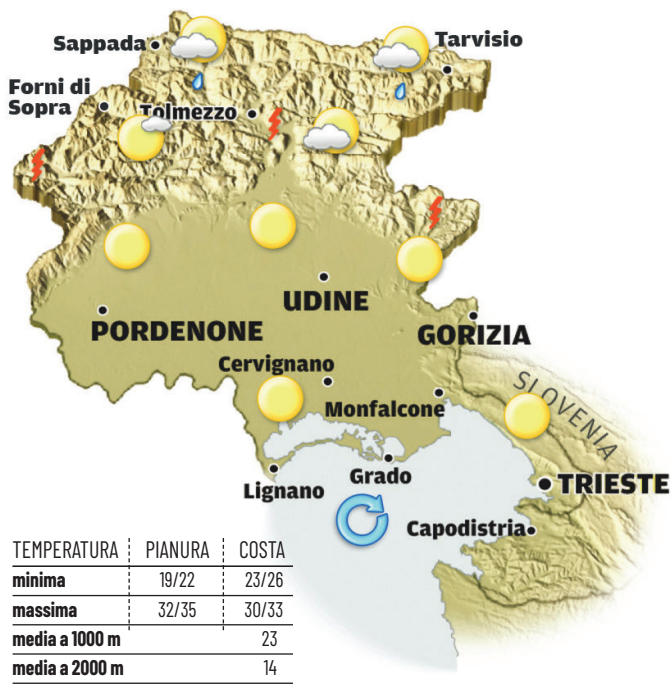 Sappada
Tarvisio
Forni di
Sopra
Tolmezzo
UDINE
PORDENONE
GORIZIA
Cervignano
SLOVENIA
Monfalcone
Grado
TRIESTE
Lignano
Capodistria
TEMPERATURA PIANURA COSTA
minima 19/22 23/26
massima 32/35 30/33
media a 1000 m 23
media a 2000 m 14